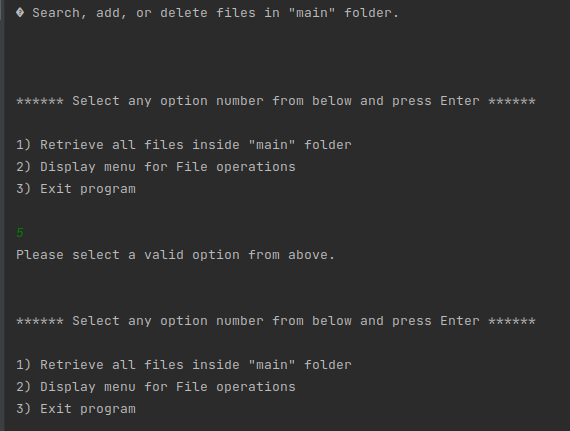 � Search, add, or delete files in "main" folder.
****** Select any option number from below and press Enter ******
1) Retrieve all files inside "main" folder
2) Display menu for File operations
3) Exit program
5
Please select a valid option from above.
****** Select any option number from below and press Enter ******
1) Retrieve all files inside "main" folder
2) Display menu for File operations
3) Exit program